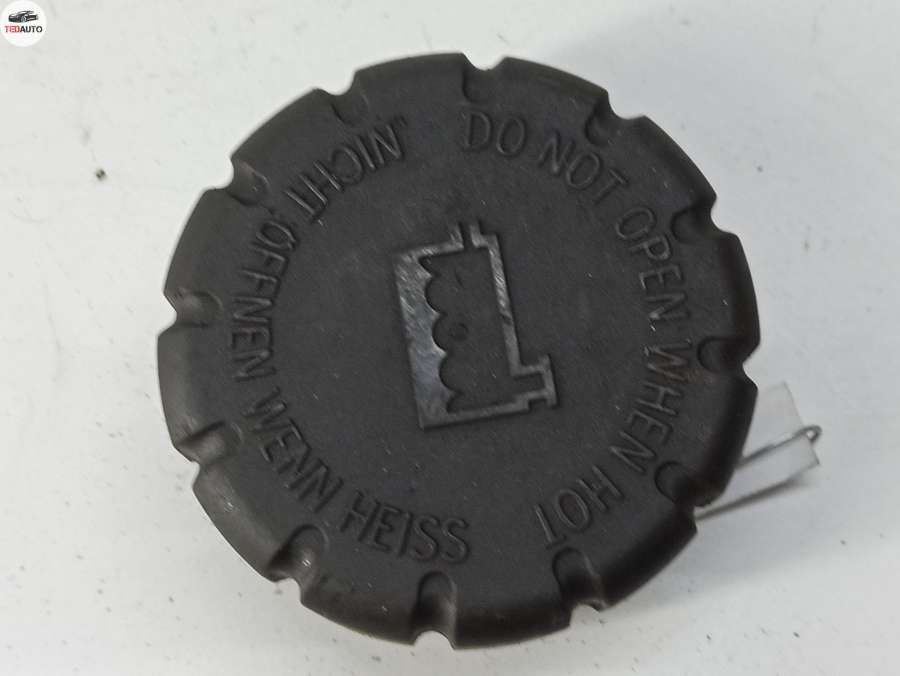 TEDAUTO
DO NOT OPEN WHEN HOT
NICHT ÖFFNEN WENN HEISS